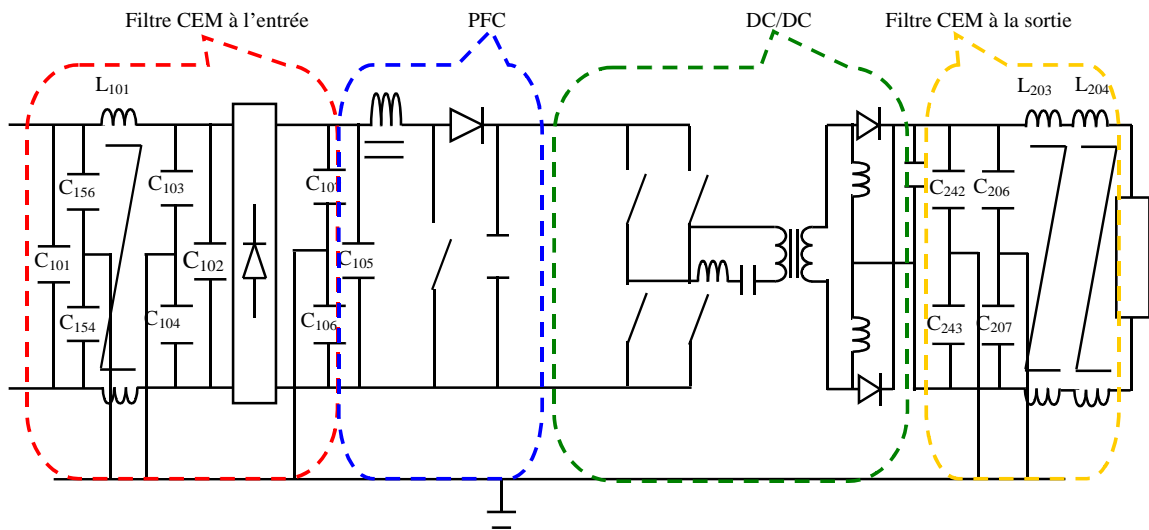 Filtre CEM à l'entrée
PFC
DC/DC
Filtre CEM à la sortie
L101
L203
L204
C156
C103
C107
C242
C206
C101
C102
C105
C154
C104
C106
C243
C207